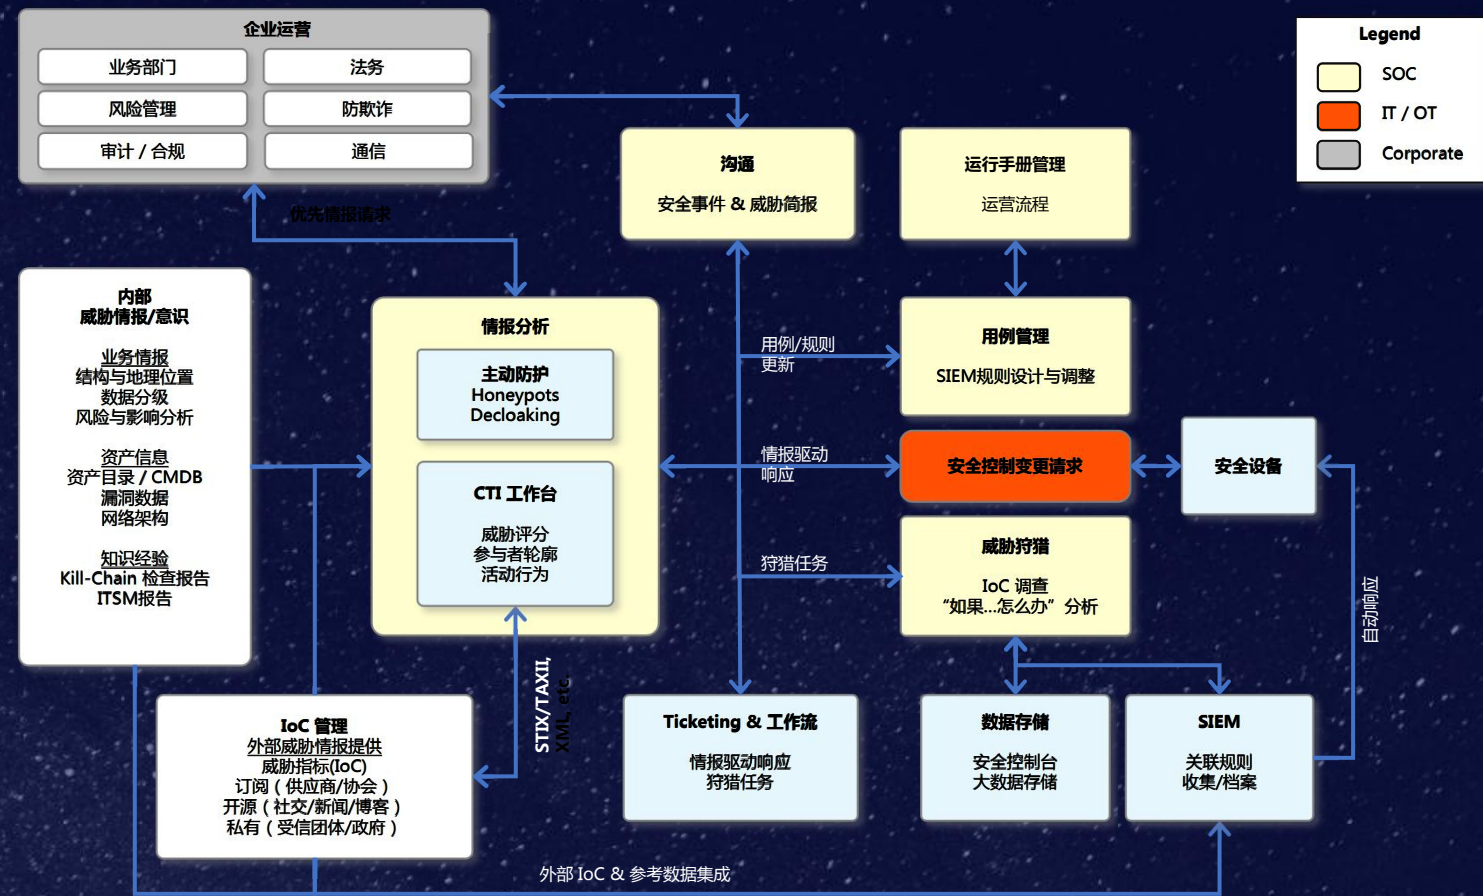 企业运营
业务部门
法务
风险管理
防欺诈
审计 / 合规
通信
Legend
SOC
IT / OT
Corporate
优先情报请求
沟通
安全事件 & 威胁简报
运行手册管理
运营流程
内部
威胁情报/意识
业务情报
结构与地理位置
数据分级
风险与影响分析
资产信息
资产目录 / CMDB
漏洞数据
网络架构
知识经验
Kill-Chain 检查报告
ITSM报告
情报分析
主动防护
Honeypots
Decloaking
CTI 工作台
威胁评分
参与者轮廓
活动行为
用例/规则
更新
用例管理
SIEM规则设计与调整
情报驱动
响应
安全控制变更请求
安全设备
狩猎任务
威胁狩猎
IoC 调查
“如果...怎么办”分析
自动响应
STIX/TAXII,
XML, etc
IoC 管理
外部威胁情报提供
威胁指标(IoC)
订阅（供应商/协会）
开源（社交/新闻/博客）
私有（受信团体/政府）
Ticketing & 工作流
情报驱动响应
狩猎任务
数据存储
安全控制台
大数据存储
SIEM
关联规则
收集/档案
外部 IoC & 参考数据集成